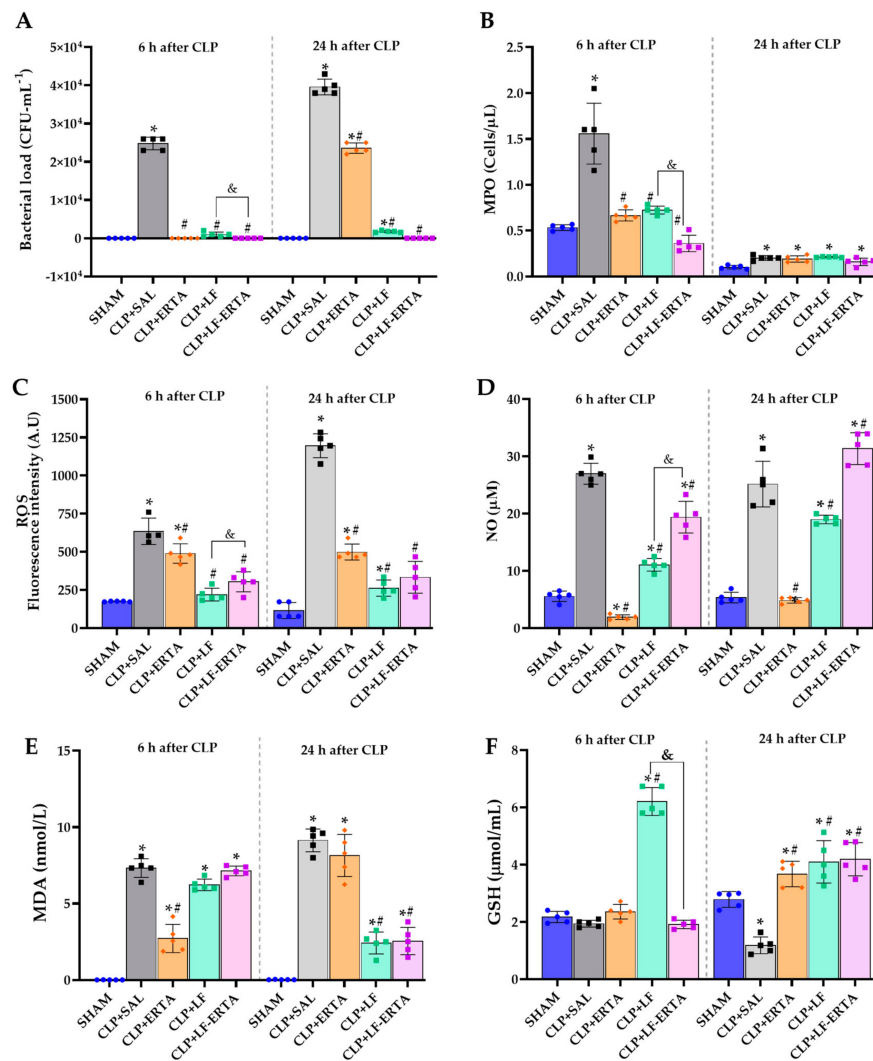 A
6 h after CLP
24 h after CLP
Bacterial load (CFU-mL⁻¹)
5×10⁴
4×10⁴
3×10⁴
2×10⁴
1×10⁴
0
-1×10⁴
*
#
#
&
#
*
*#
*#
#
SHAM
CLP+SAL
CLP+ERTA
CLP+LF
CLP+LF-ERTA
SHAM
CLP+SAL
CLP+ERTA
CLP+LF
CLP+LF-ERTA
B
6 h after CLP
24 h after CLP
MPO (Cells/µL)
2.5
2.0
1.5
1.0
0.5
0.0
*
#
#
&
#
*
*
*
*
SHAM
CLP+SAL
CLP+ERTA
CLP+LF
CLP+LF-ERTA
SHAM
CLP+SAL
CLP+ERTA
CLP+LF
CLP+LF-ERTA
C
6 h after CLP
24 h after CLP
ROS
Fluorescence intensity (A.U)
1500
1250
1000
750
500
250
0
*
*#
#
&
#
*
*#
*#
#
SHAM
CLP+SAL
CLP+ERTA
CLP+LF
CLP+LF-ERTA
SHAM
CLP+SAL
CLP+ERTA
CLP+LF
CLP+LF-ERTA
D
6 h after CLP
24 h after CLP
NO
(µM)
40
30
20
10
0
*
*#
*#
&
*#
*
#
*
*#
*#
SHAM
CLP+SAL
CLP+ERTA
CLP+LF
CLP+LF-ERTA
SHAM
CLP+SAL
CLP+ERTA
CLP+LF
CLP+LF-ERTA
E
6 h after CLP
24 h after CLP
MDA (nmol/L)
15
10
5
0
*
*#
*
*
*
*
*#
*#
SHAM
CLP+SAL
CLP+ERTA
CLP+LF
CLP+LF-ERTA
SHAM
CLP+SAL
CLP+ERTA
CLP+LF
CLP+LF-ERTA
F
6 h after CLP
24 h after CLP
GSH (µmol/mL)
8
6
4
2
0
*#
&
*
*#
*#
*#
SHAM
CLP+SAL
CLP+ERTA
CLP+LF
CLP+LF-ERTA
SHAM
CLP+SAL
CLP+ERTA
CLP+LF
CLP+LF-ERTA